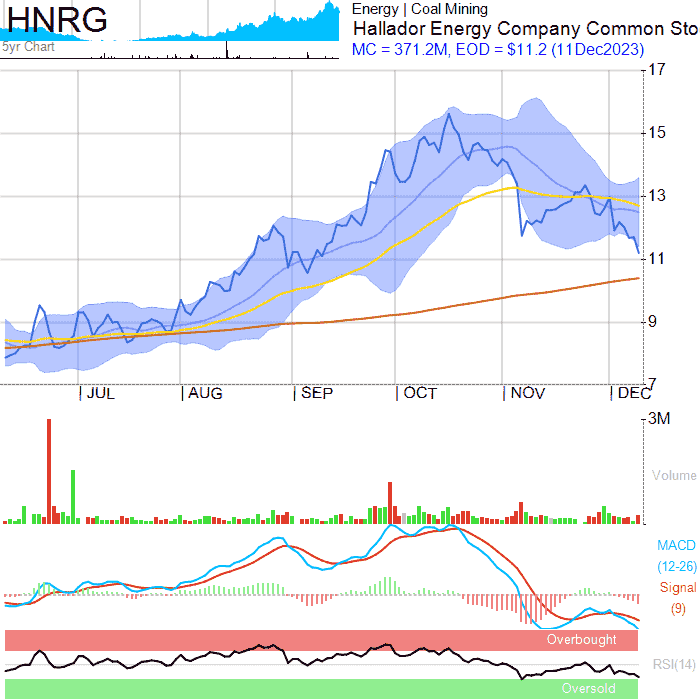 HNRG
5yr Chart
Energy | Coal Mining
Hallador Energy Company Common Sto
MC = 371.2M, EOD = $11.2 (11Dec2023)
17
15
13
11
9
7
JUL
AUG
SEP
OCT
NOV
DEC
3M
Volume
MACD
(12-26)
Signal
(9)
Overbought
RSI(14)
Oversold